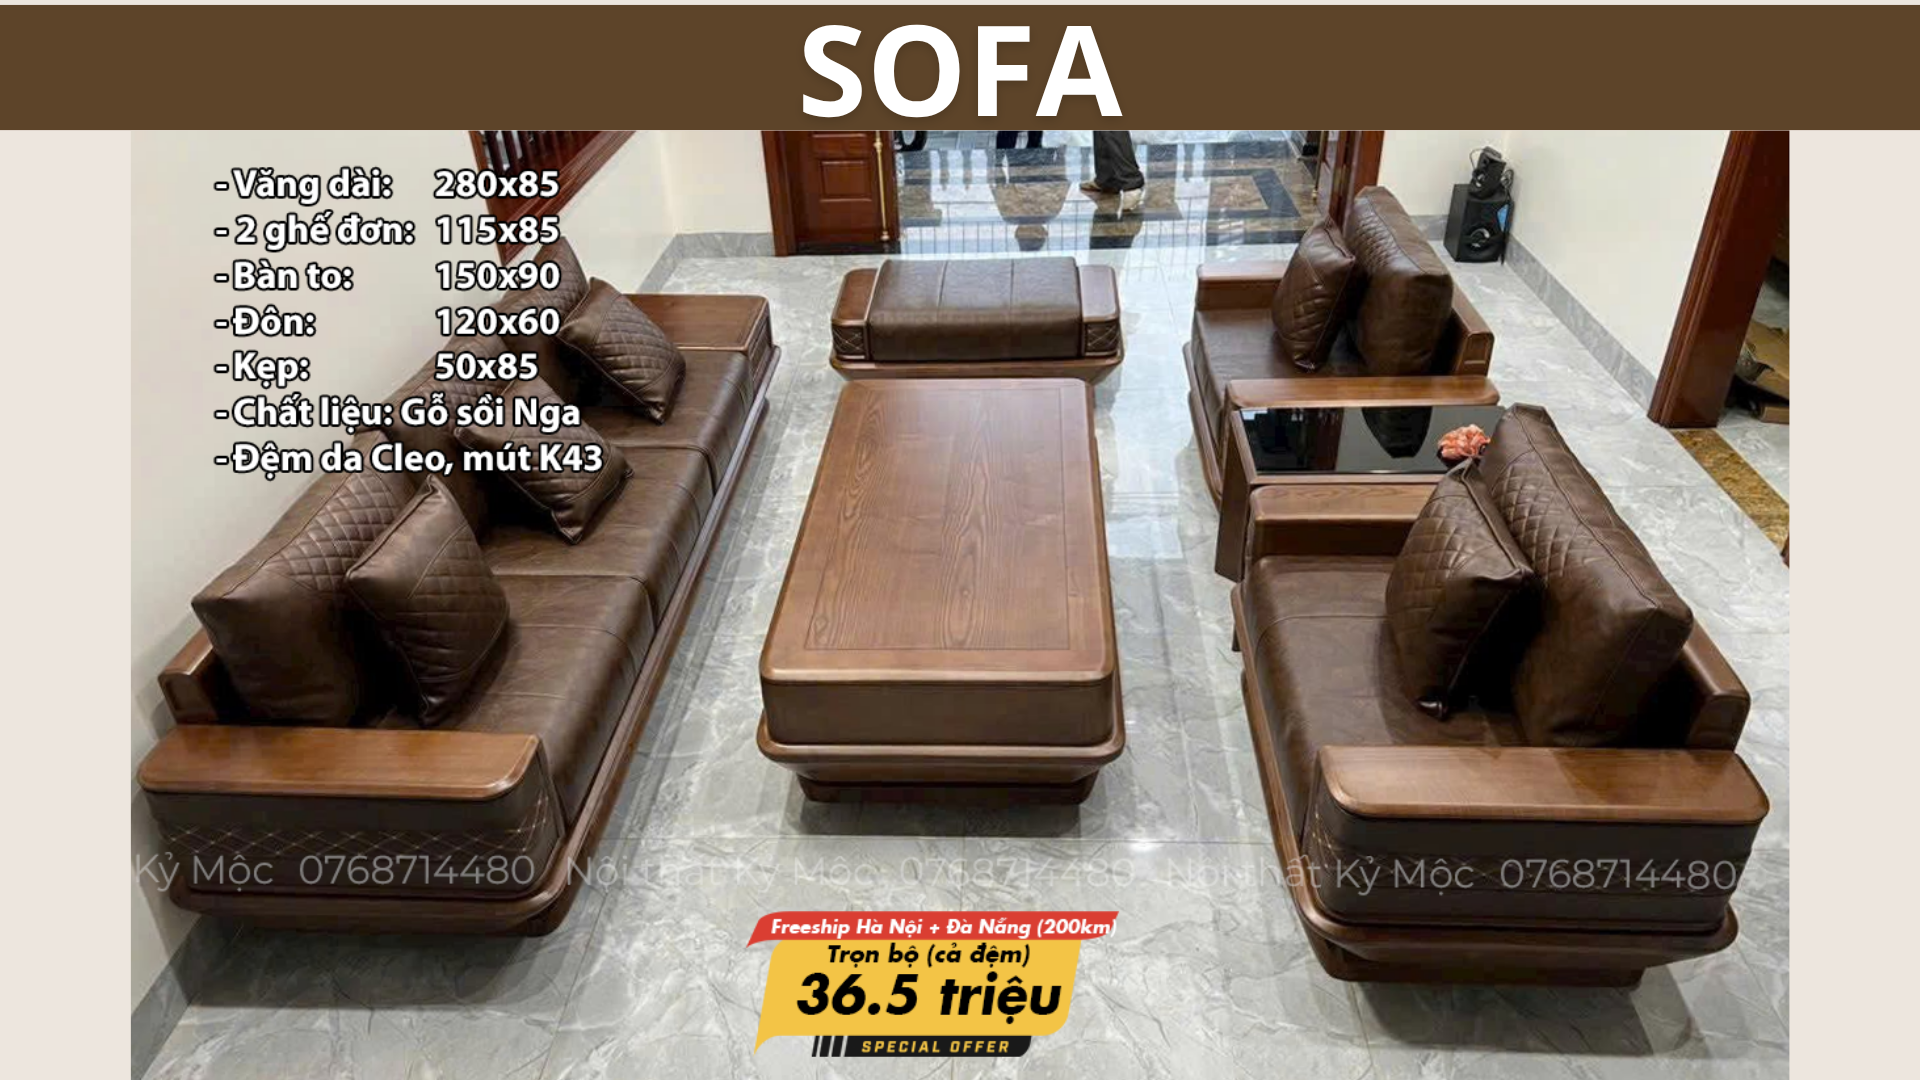 SOFA
- Văng dài: 280x85
- 2 ghế đơn: 115x85
- Bàn to: 150x90
- Đôn: 120x60
- Kẹp: 50x85
- Chất liệu: Gỗ sồi Nga
- Đệm da Cleo, mút K43
Kỷ Mộc 0768714480 Nội thất Kỷ Mộc 0768714480 Nội thất Kỷ Mộc 0768714480
Freeship Hà Nội + Đà Nẵng (200km)
Trọn bộ (cả đệm)
36.5 triệu
SPECIAL OFFER